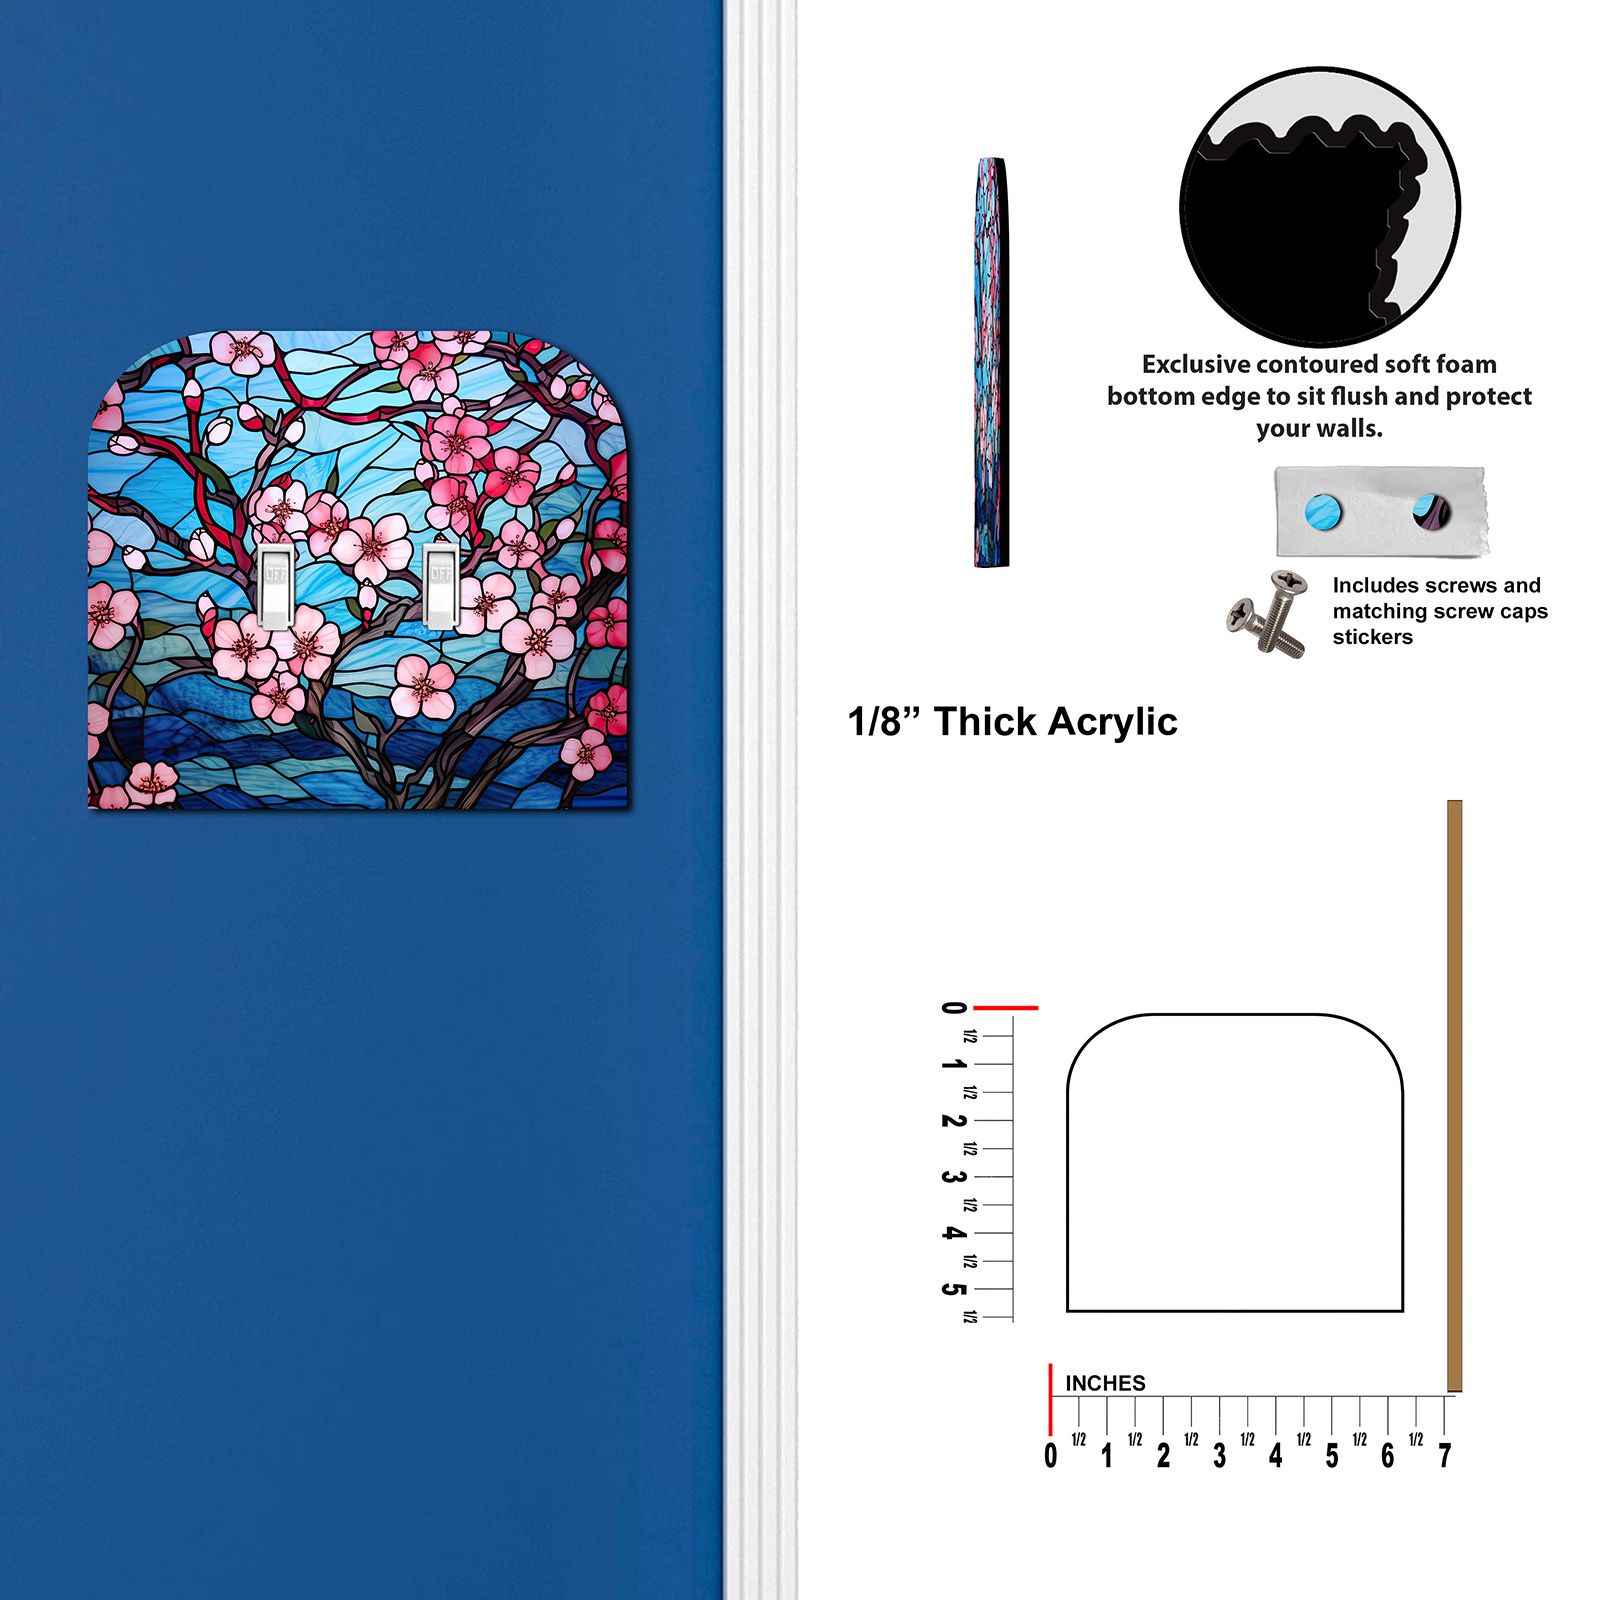 Exclusive contoured soft foam
bottom edge to sit flush and protect
your walls.
OFF
OFF
Includes screws and
matching screw caps
stickers
1/8” Thick Acrylic
0
1/2
1
1/2
2
1/2
3
1/2
4
1/2
5
1/2
INCHES
0 1/2 1 1/2 2 1/2 3 1/2 4 1/2 5 1/2 6 1/2 7